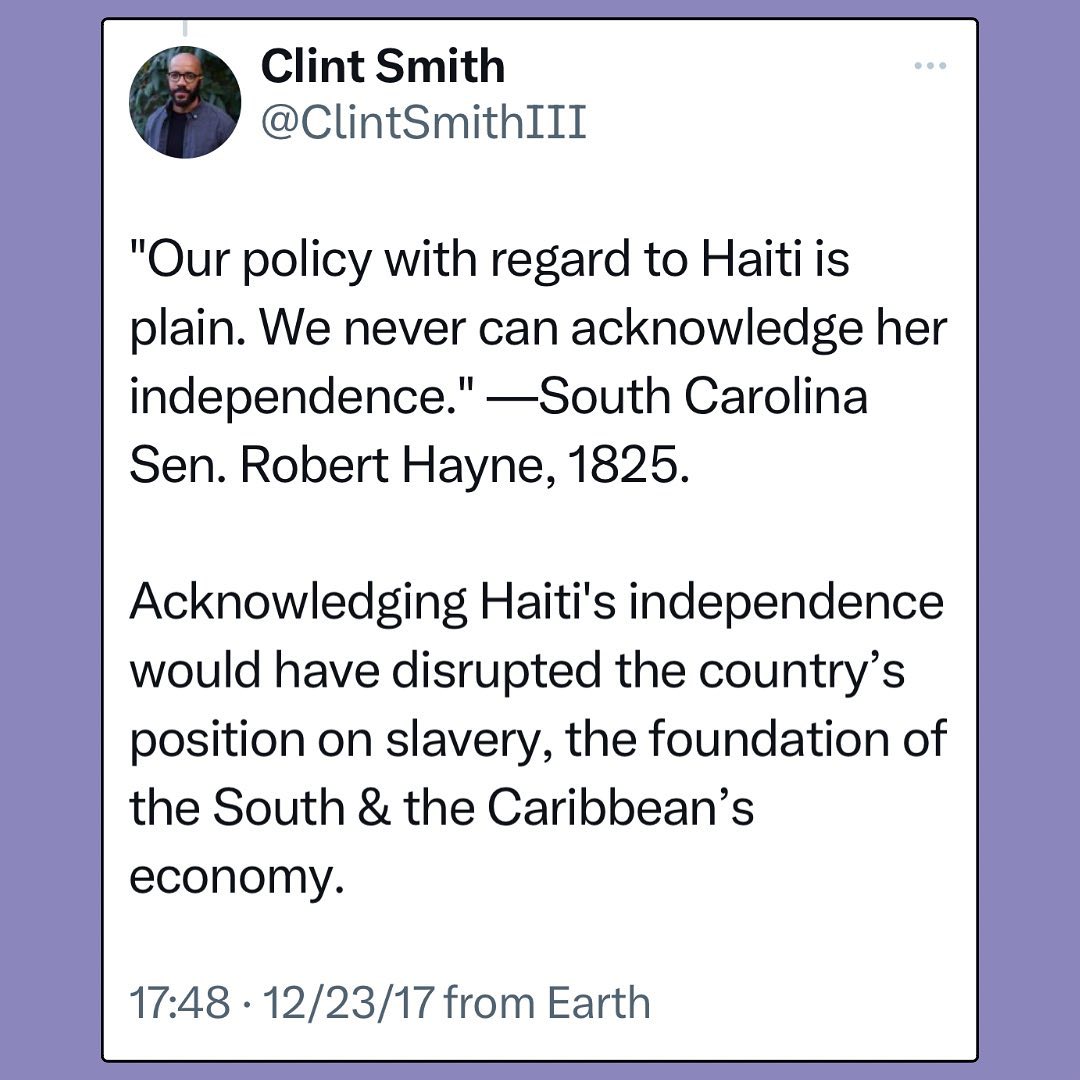 Clint Smith
@ClintSmithIII
"Our policy with regard to Haiti is
plain. We never can acknowledge her
independence." —South Carolina
Sen. Robert Hayne, 1825.
Acknowledging Haiti's independence
would have disrupted the country’s
position on slavery, the foundation of
the South & the Caribbean’s
economy.
17:48 · 12/23/17 from Earth